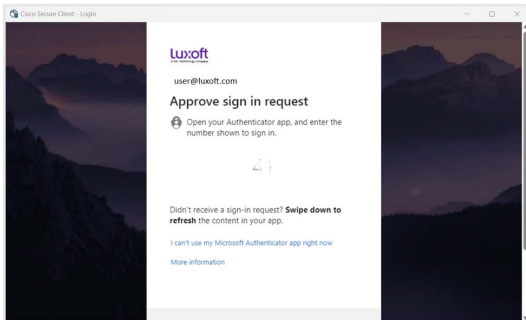 Cisco Secure Client - Login
Luxoft
user@luxoft.com
Approve sign in request
Open your Authenticator app, and enter the
number shown to sign in.
Didn't receive a sign-in request? Swipe down to
refresh the content in your app.
I can't use my Microsoft Authenticator app right now
More information